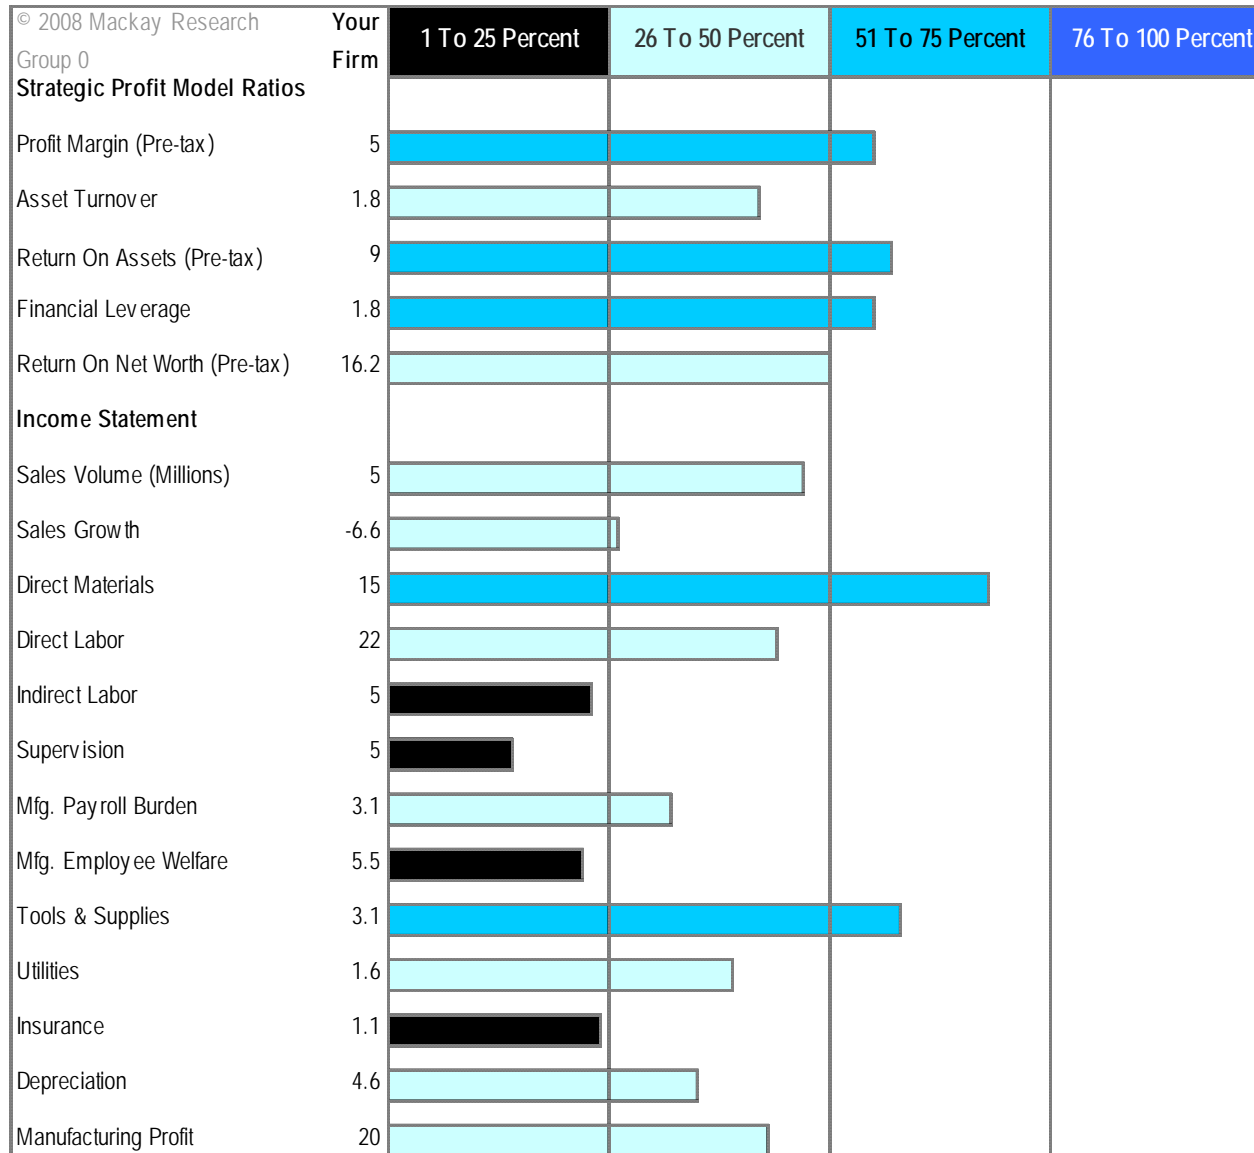 © 2008 Mackay Research Your 1 To 25 Percent 26 To 50 Percent 51 To 75 Percent 76 To 100 Percent
Group 0 Firm
Strategic Profit Model Ratios
Profit Margin (Pre-tax) 5
Asset Turnover 1.8
Return On Assets (Pre-tax) 9
Financial Leverage 1.8
Return On Net Worth (Pre-tax) 16.2
Income Statement
Sales Volume (Millions) 5
Sales Growth -6.6
Direct Materials 15
Direct Labor 22
Indirect Labor 5
Supervision 5
Mfg. Payroll Burden 3.1
Mfg. Employee Welfare 5.5
Tools & Supplies 3.1
Utilities 1.6
Insurance 1.1
Depreciation 4.6
Manufacturing Profit 20